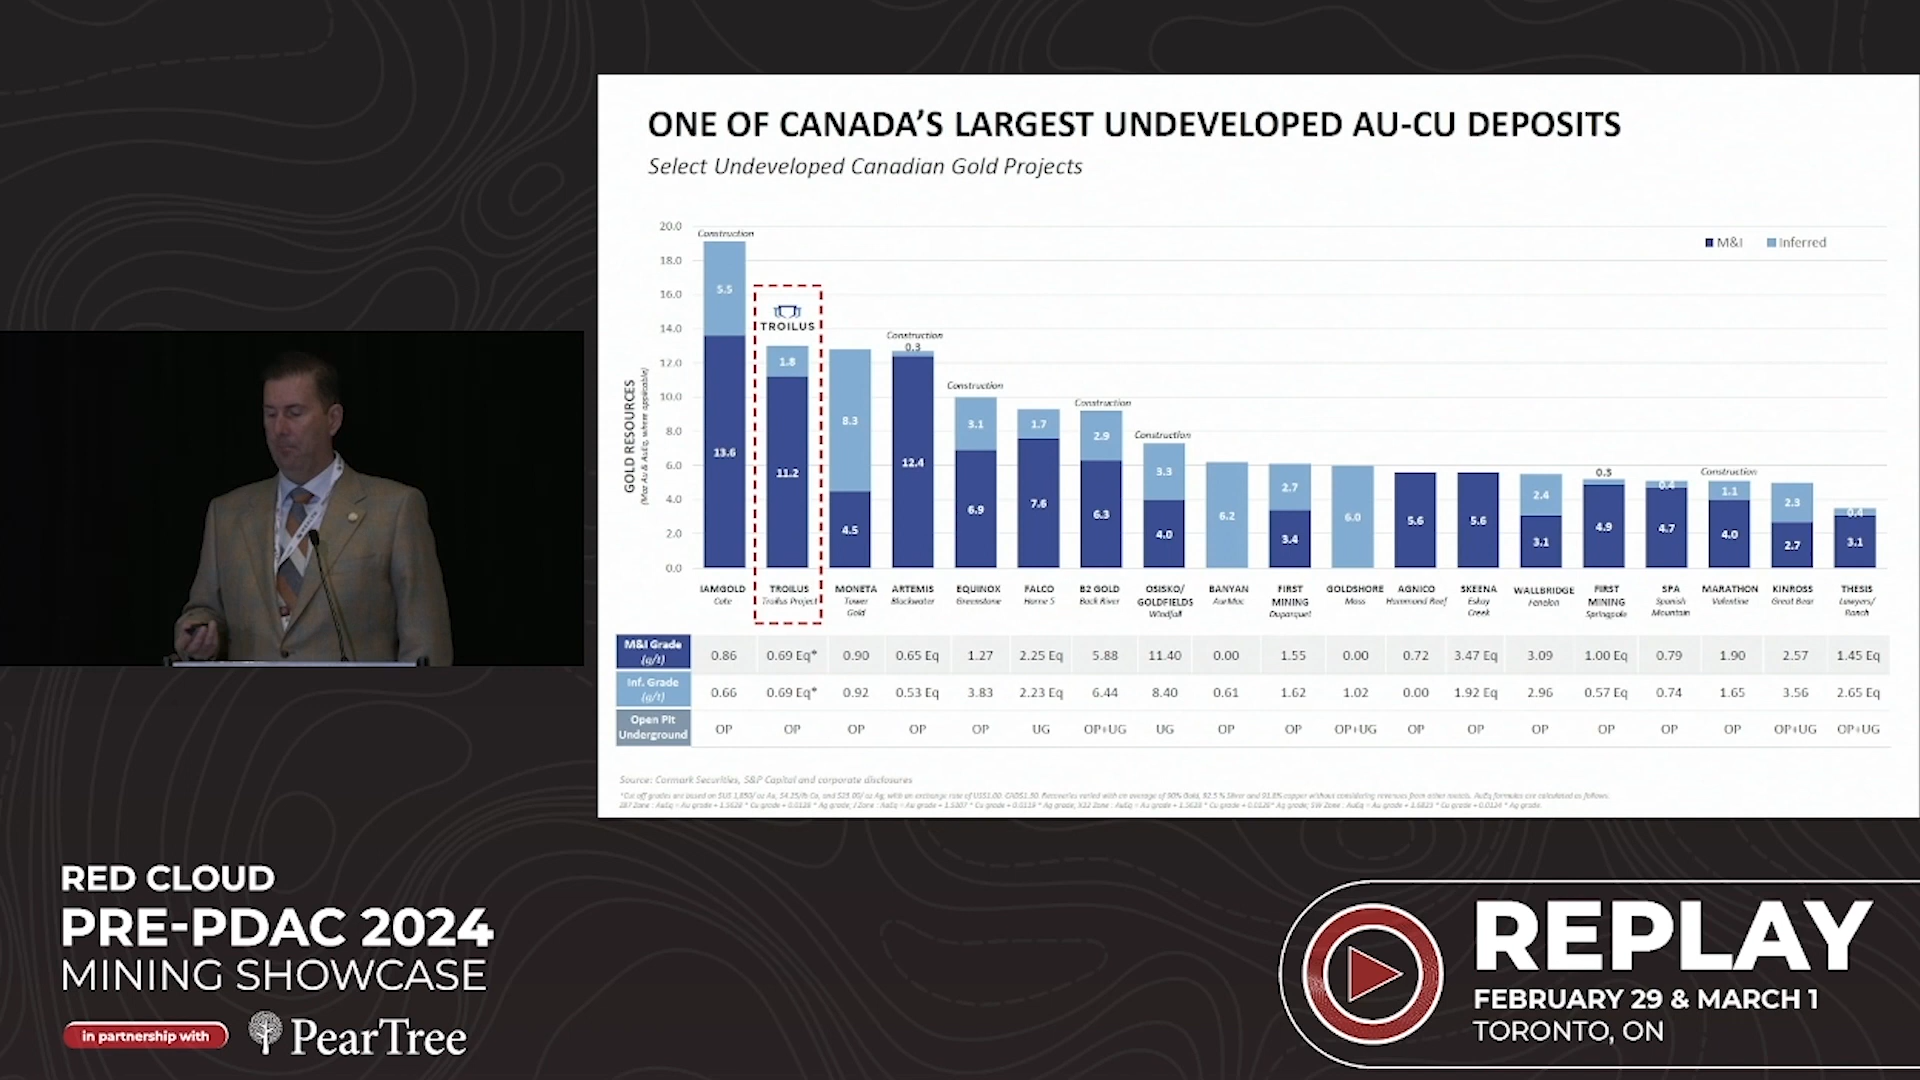 ONE OF CANADA'S LARGEST UNDEVELOPED AU-CU DEPOSITS
Select Undeveloped Canadian Gold Projects
M&I Inferred
GOLD RESOURCES
(Moz Au & AuEq, where applicable)
20.0
18.0
16.0
14.0
12.0
10.0
8.0
6.0
4.0
2.0
0.0
Construction
5.5
13.6
TROILUS
1.8
11.2
8.3
4.5
Construction
0.3
12.4
Construction
3.1
6.9
1.7
7.6
Construction
2.9
6.3
Construction
3.3
4.0
6.2
2.7
3.4
6.0
5.6
5.6
2.4
3.1
0.3
4.9
0.4
4.7
Construction
1.1
4.0
2.3
2.7
0.4
3.1
IAMGOLD
Cote
TROILUS
Troilus Project
MONETA
Tower
Gold
ARTEMIS
Blackwater
EQUINOX
Greenstone
FALCO
Horne 5
B2 GOLD
Back River
OSISKO/
GOLDFIELDS
Windfall
BANYAN
AurMac
FIRST
MINING
Duparquet
GOLDSHORE
Moss
AGNICO
Hammond Reef
SKEENA
Eskay
Creek
WALLBRIDGE
Fenelon
FIRST
MINING
Springpole
SPA
Spanish
Mountain
MARATHON
Valentine
KINROSS
Great Bear
THESIS
Lawyers/
Ranch
M&I Grade
(g/t)
0.86 0.69 Eq* 0.90 0.65 Eq 1.27 2.25 Eq 5.88 11.40 0.00 1.55 0.00 0.72 3.47 Eq 3.09 1.00 Eq 0.79 1.90 2.57 1.45 Eq
Inf. Grade
(g/t)
0.66 0.69 Eq* 0.92 0.53 Eq 3.83 2.23 Eq 6.44 8.40 0.61 1.62 1.02 0.00 1.92 Eq 2.96 0.57 Eq 0.74 1.65 3.56 2.65 Eq
Open Pit
Underground
OP OP OP OP OP UG OP+UG UG OP OP OP+UG OP OP OP OP OP OP OP+UG OP+UG
Source: Cormark Securities, S&P Capital and corporate disclosures
RED CLOUD
PRE-PDAC 2024
MINING SHOWCASE
in partnership with
PearTree
REPLAY
FEBRUARY 29 & MARCH 1
TORONTO, ON